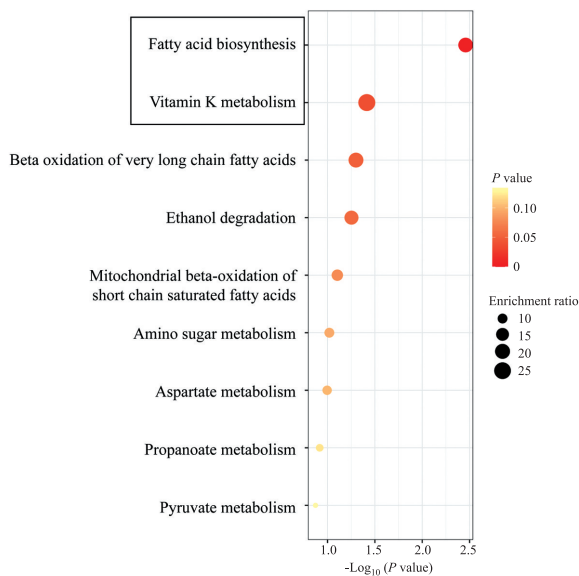 Fatty acid biosynthesis
Vitamin K metabolism
Beta oxidation of very long chain fatty acids
Ethanol degradation
Mitochondrial beta-oxidation of
short chain saturated fatty acids
Amino sugar metabolism
Aspartate metabolism
Propanoate metabolism
Pyruvate metabolism
1.0 1.5 2.0 2.5
-Log₁₀ (P value)
P value
0.10
0.05
0
Enrichment ratio
10
15
20
25